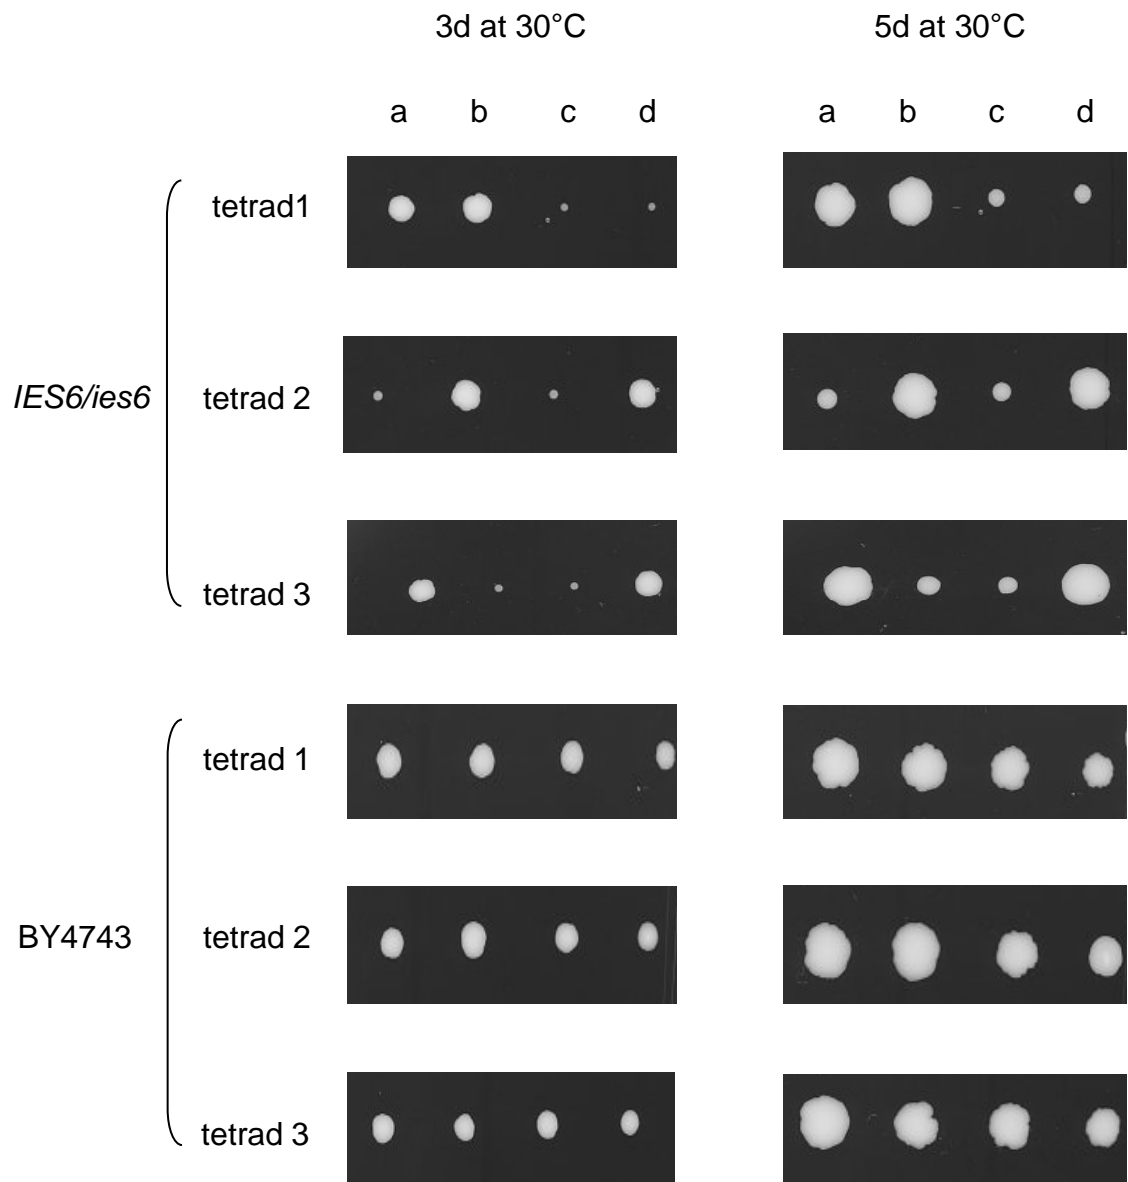 3d at 30°C 5d at 30°C
a b c d a b c d
tetrad1
IES6/ies6 tetrad 2
tetrad 3
tetrad 1
BY4743 tetrad 2
tetrad 3